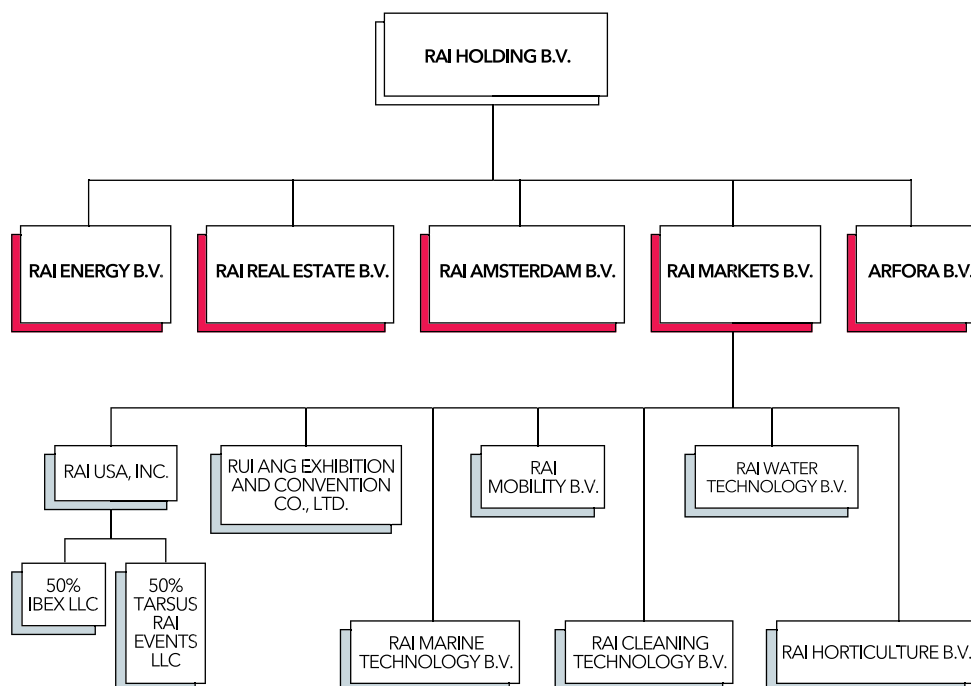 RAI HOLDING B.V.
RAI ENERGY B.V.
RAI REAL ESTATE B.V.
RAI AMSTERDAM B.V.
RAI MARKETS B.V.
ARFORA B.V.
RAI USA, INC.
RUI ANG EXHIBITION
AND CONVENTION
CO., LTD.
RAI
MOBILITY B.V.
RAI WATER
TECHNOLOGY B.V.
50%
IBEX LLC
50%
TARSUS
RAI
EVENTS
LLC
RAI MARINE
TECHNOLOGY B.V.
RAI CLEANING
TECHNOLOGY B.V.
RAI HORTICULTURE B.V.